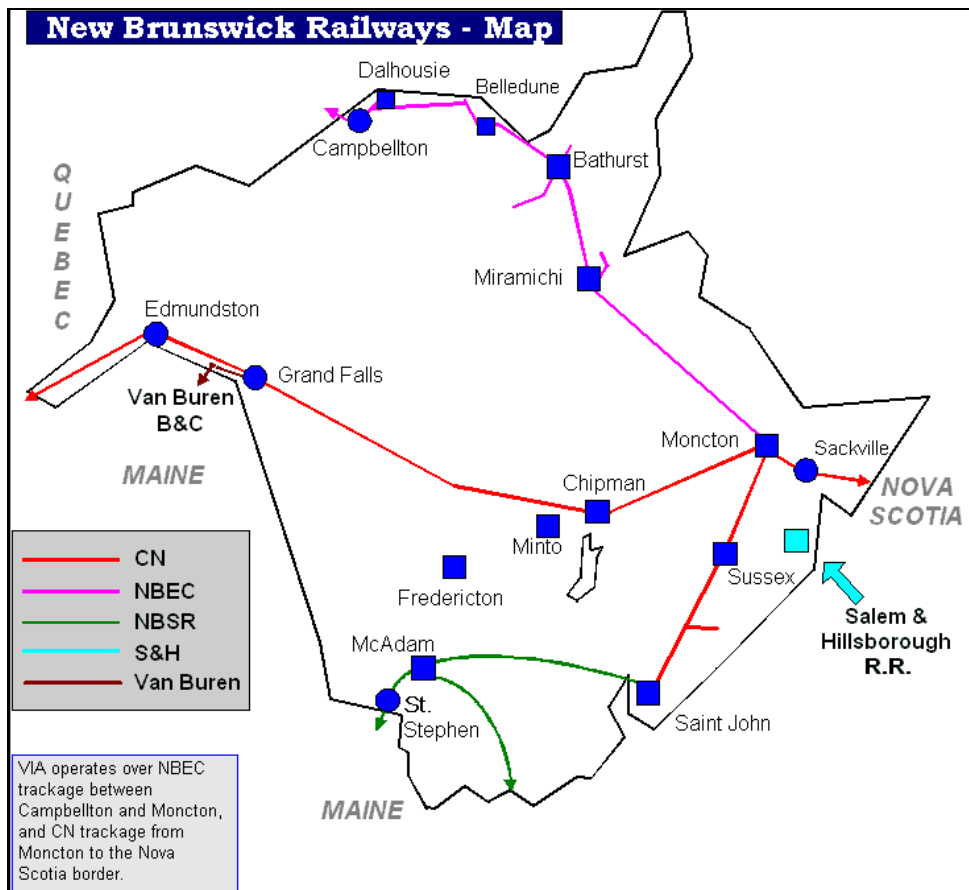 New Brunswick Railways - Map
Dalhousie
Belledune
Campbellton
Bathurst
QUEBEC
Miramichi
Edmundston
Grand Falls
Van Buren
B&C
MAINE
Moncton
Sackville
NOVA
SCOTIA
Chipman
Minto
Fredericton
Sussex
Salem &
Hillsborough
R.R.
McAdam
St.
Stephen
Saint John
MAINE
CN
NBEC
NBSR
S&H
Van Buren
VIA operates over NBEC
trackage between
Campbellton and Moncton,
and CN trackage from
Moncton to the Nova
Scotia border.